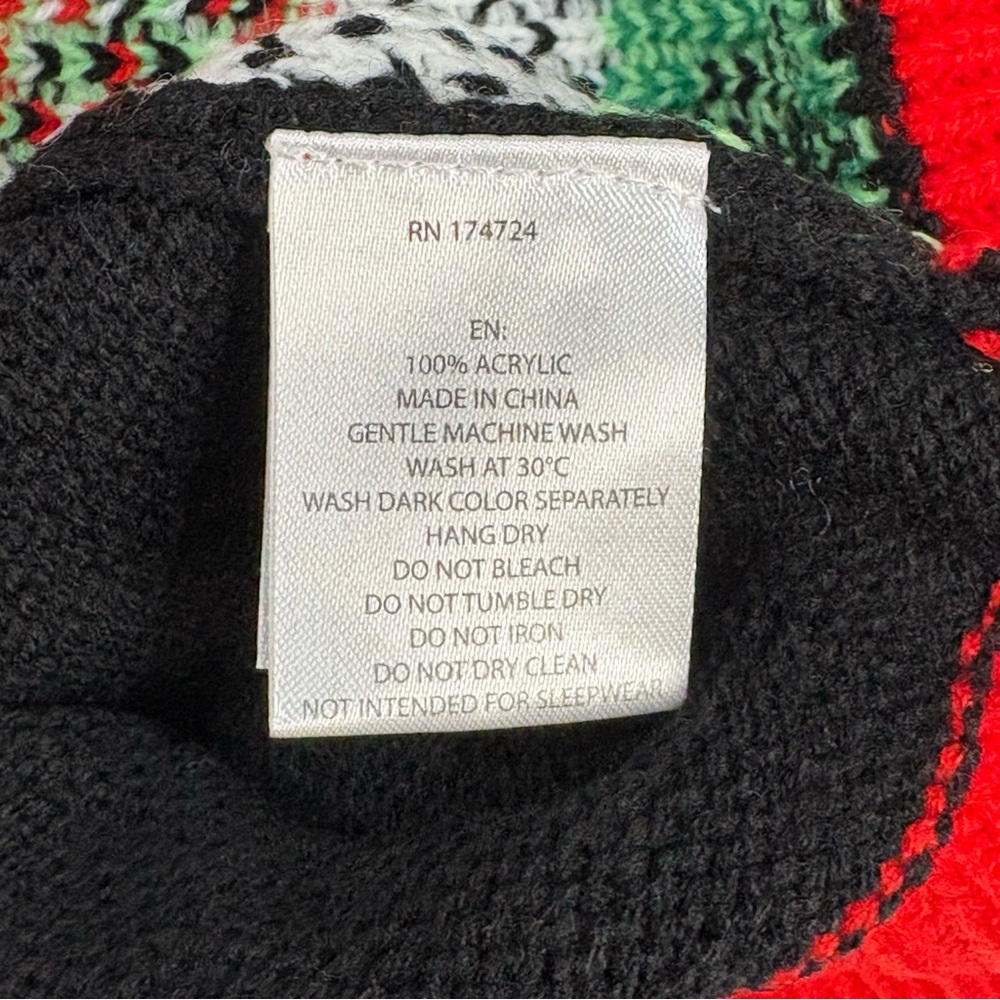 RN 174724
EN:
100% ACRYLIC
MADE IN CHINA
GENTLE MACHINE WASH
WASH AT 30°C
WASH DARK COLOR SEPARATELY
HANG DRY
DO NOT BLEACH
DO NOT TUMBLE DRY
DO NOT IRON
DO NOT DRY CLEAN
NOT INTENDED FOR SLEEPWEAR